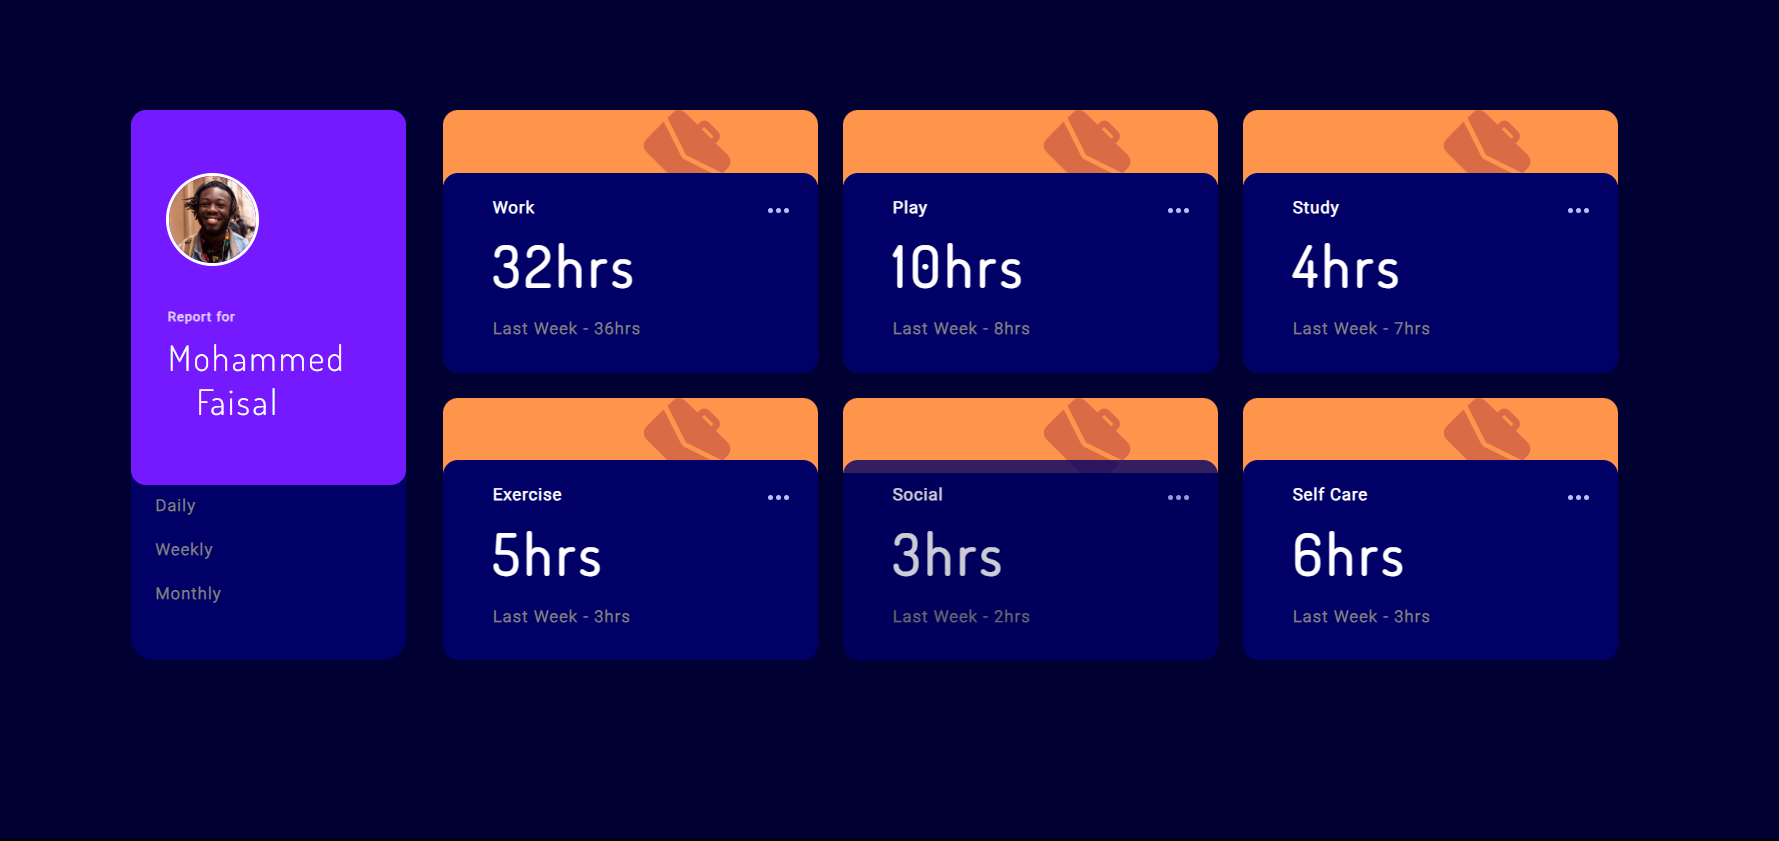 Report for
Mohammed
Faisal
Daily
Weekly
Monthly
Work
32hrs
Last Week - 36hrs
Play
10hrs
Last Week - 8hrs
Study
4hrs
Last Week - 7hrs
Exercise
5hrs
Last Week - 3hrs
Social
3hrs
Last Week - 2hrs
Self Care
6hrs
Last Week - 3hrs